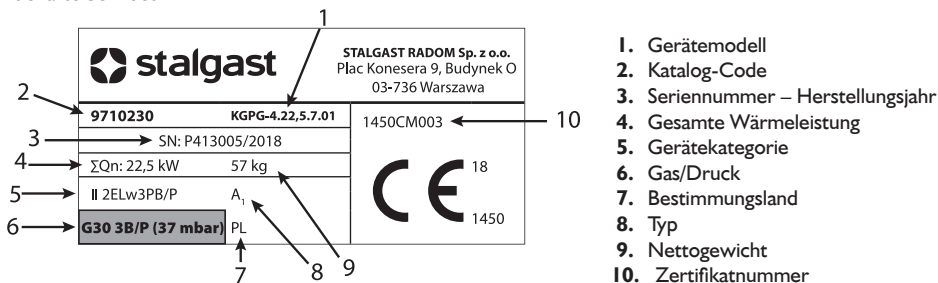 1
stalgast
STALGAST RADOM Sp. z o.o.
Plac Konesera 9, Budynek O
03-736 Warszawa
2
9710230 KGPG-4.22,5.7.01
3
SN: P413005/2018
4
ΣQn: 22,5 kW 57 kg
5
II 2ELw3PB/P A1
6
G30 3B/P (37 mbar) PL
1450CM003
10
CE 18
1450
7
8
9
1. Gerätemodell
2. Katalog-Code
3. Seriennummer – Herstellungsjahr
4. Gesamte Wärmeleistung
5. Gerätekategorie
6. Gas/Druck
7. Bestimmungsland
8. Typ
9. Nettogewicht
10. Zertifikatnummer